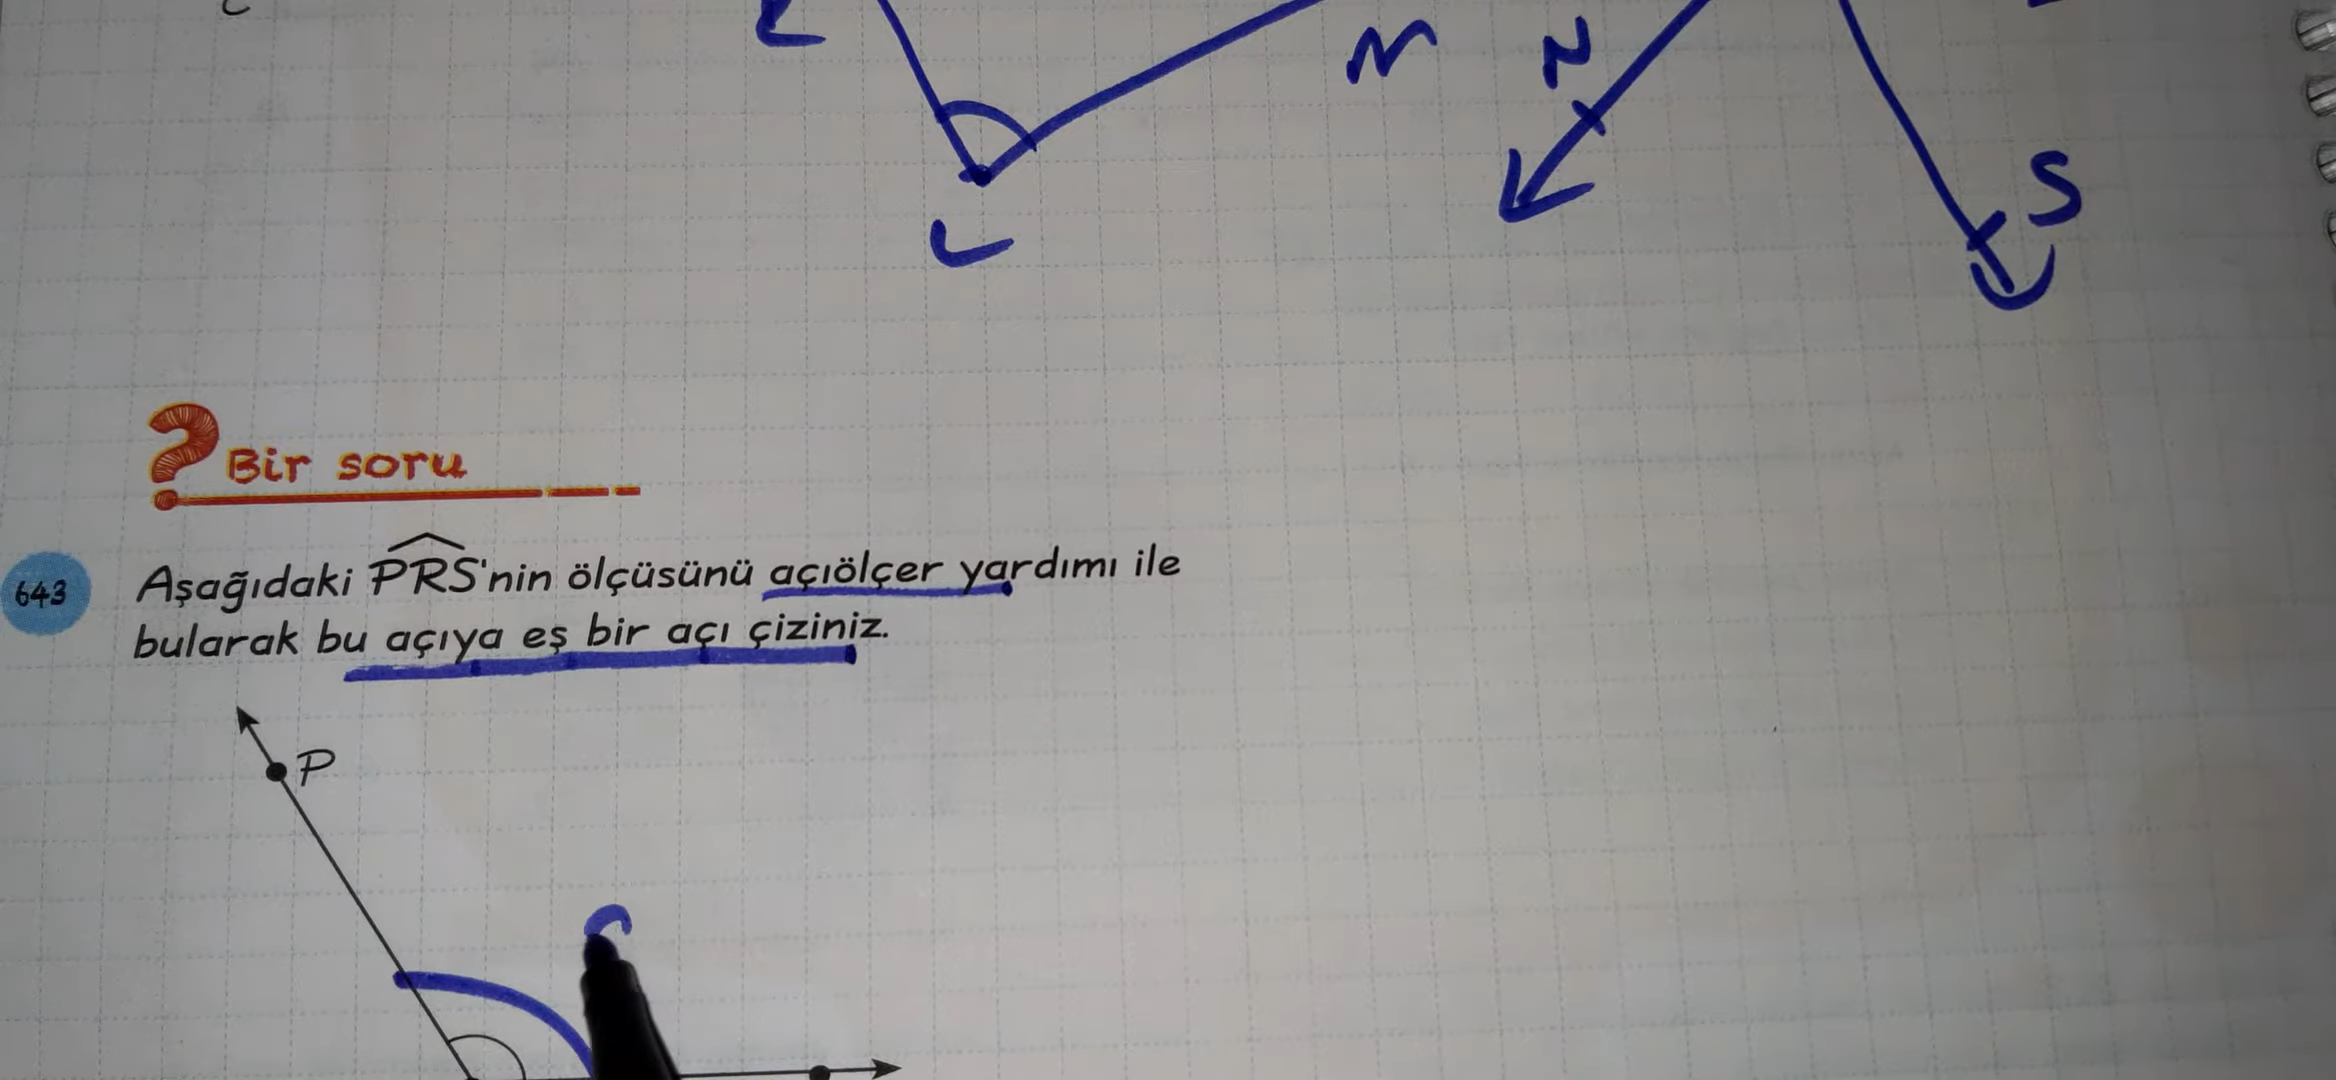 M
N
S
L
? Bir soru
643 Aşağıdaki PRS'nin ölçüsünü açıölçer yardımı ile
bularak bu açıya eş bir açı çiziniz.
P